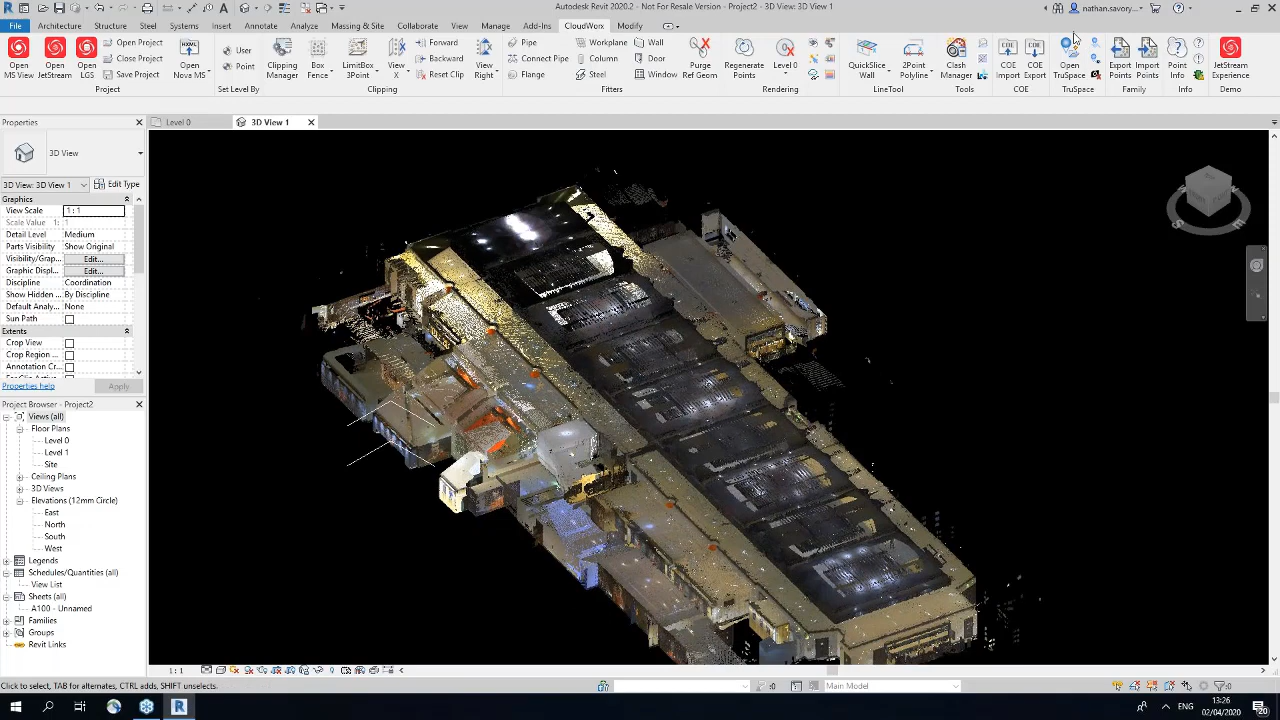 Autodesk Revit 2020.2 - Not For Resale Version - Project2 - 3D View: 3D View 1
nathan.savory...
File Architecture Structure Steel Systems Insert Annotate Analyze Massing & Site Collaborate View Manage Add-Ins CloudWorx Modify
Open Project User Forward Pipe Workplane Wall
Close Project Point Backward Connect Pipe Column Door
Save Project Reset Clip Flange Steel Window
Open MS View Open JetStream Open LGS Open Nova MS Clipping Manager Box Fence LimitBox 3Point View X View Right Purge Ref Geom Regenerate Points Level 0 QuickSlice Wall 2Point Polyline Clash Manager COE Import COE Export Open TruSpace Export Points Import Points Point Info JetStream Experience
Project Set Level By Clipping Fitters Rendering LineTool Tools COE TruSpace Family Info Demo
Properties
Level 0
3D View 1
3D View
3D View: 3D View 1 Edit Type
Graphics
View Scale 1 : 1
Scale Value 1: 1
Detail Level Medium
Parts Visibility Show Original
Visibility/Grap... Edit...
Graphic Displ... Edit...
Discipline Coordination
Show Hidden ... By Discipline
Default Analy... None
Sun Path
Extents
Crop View
Crop Region ...
Annotation Cr...
Properties help Apply
Project Browser - Project2
Views (all)
Floor Plans
Level 0
Level 1
Site
Ceiling Plans
3D Views
Elevations (12mm Circle)
East
North
South
West
Legends
Schedules/Quantities (all)
View List
Sheets (all)
A100 - Unnamed
Families
Groups
Revit Links
1 : 1
Click to select, TAB for alternates, CTRL adds, SHIFT unselects.
:0 Main Model :0
ENG 13:26
02/04/2020
20